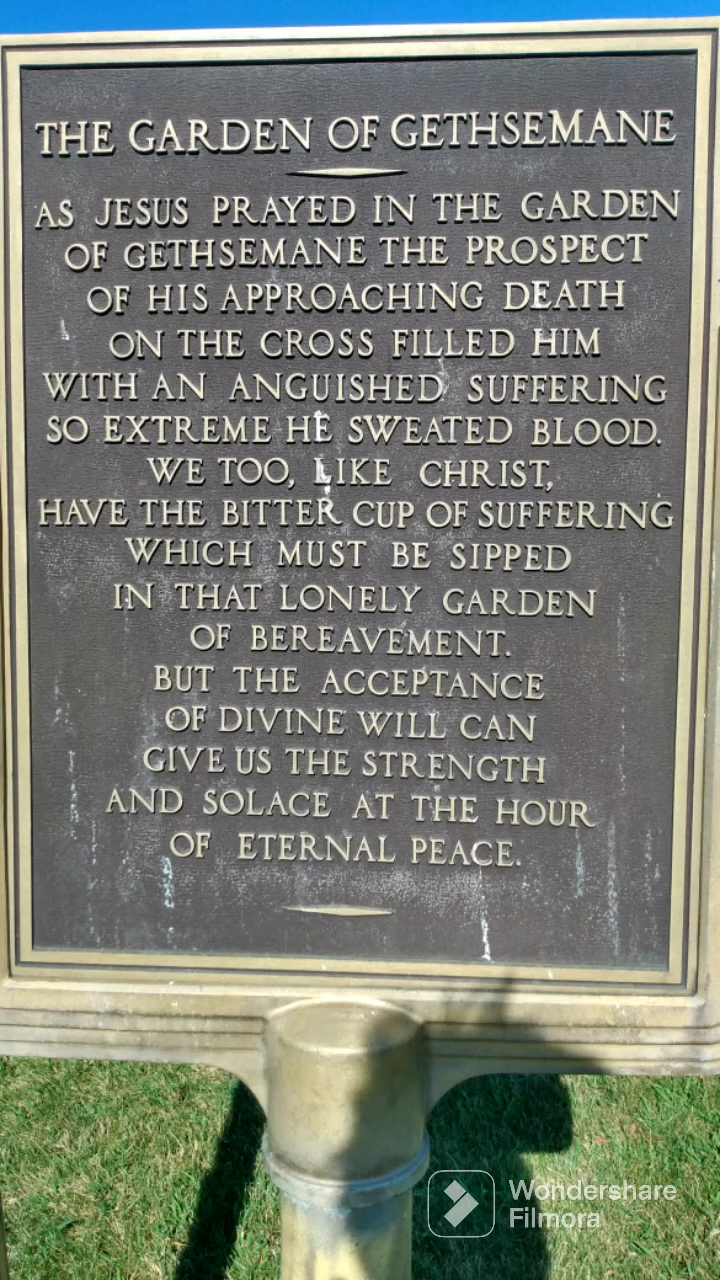 THE GARDEN OF GETHSEMANE
AS JESUS PRAYED IN THE GARDEN
OF GETHSEMANE THE PROSPECT
OF HIS APPROACHING DEATH
ON THE CROSS FILLED HIM
WITH AN ANGUISHED SUFFERING
SO EXTREME HE SWEATED BLOOD.
WE TOO, LIKE CHRIST,
HAVE THE BITTER CUP OF SUFFERING
WHICH MUST BE SIPPED
IN THAT LONELY GARDEN
OF BEREAVEMENT.
BUT THE ACCEPTANCE
OF DIVINE WILL CAN
GIVE US THE STRENGTH
AND SOLACE AT THE HOUR
OF ETERNAL PEACE.
Wondershare
Filmora